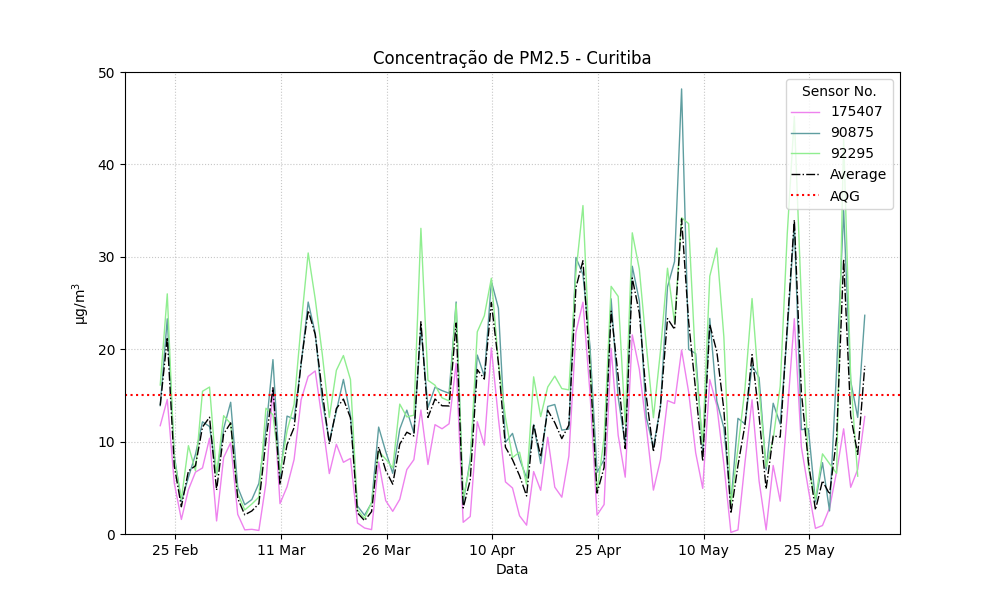 Concentração de PM2.5 - Curitiba
Sensor No.
175407
90875
92295
Average
AQG
µg/m³
50
40
30
20
10
0
25 Feb
11 Mar
26 Mar
10 Apr
25 Apr
10 May
25 May
Data